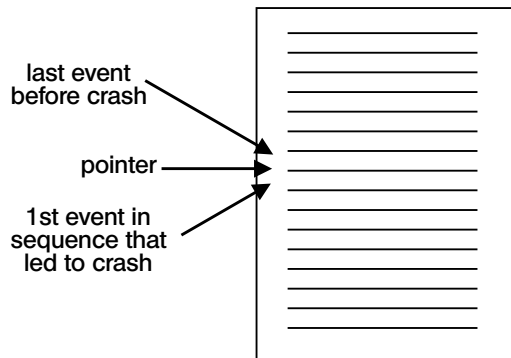 last event
before crash
pointer
1st event in
sequence that
led to crash